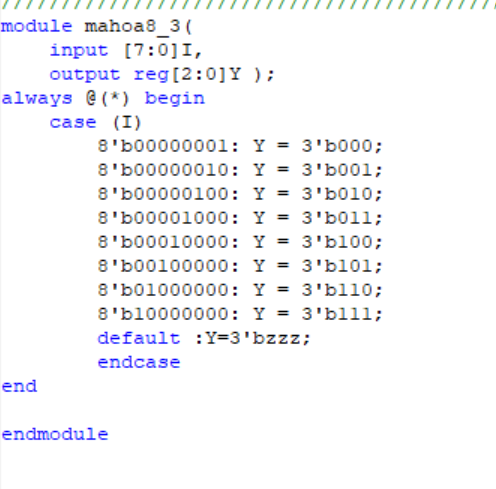 ////////////////////////////////////////////////////////
module mahoa8_3(
    input [7:0]I,
    output reg[2:0]Y );
always @(*) begin
    case (I)
        8'b00000001: Y = 3'b000;
        8'b00000010: Y = 3'b001;
        8'b00000100: Y = 3'b010;
        8'b00001000: Y = 3'b011;
        8'b00010000: Y = 3'b100;
        8'b00100000: Y = 3'b101;
        8'b01000000: Y = 3'b110;
        8'b10000000: Y = 3'b111;
        default :Y=3'bzzz;
        endcase
end
endmodule